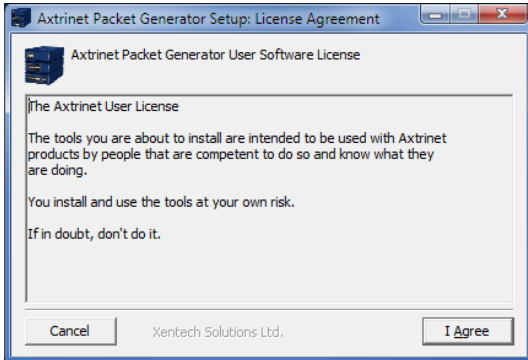 Axtrinet Packet Generator Setup: License Agreement
Axtrinet Packet Generator User Software License
The Axtrinet User License
The tools you are about to install are intended to be used with Axtrinet
products by people that are competent to do so and know what they
are doing.
You install and use the tools at your own risk.
If in doubt, don't do it.
Cancel
Xentech Solutions Ltd.
I Agree